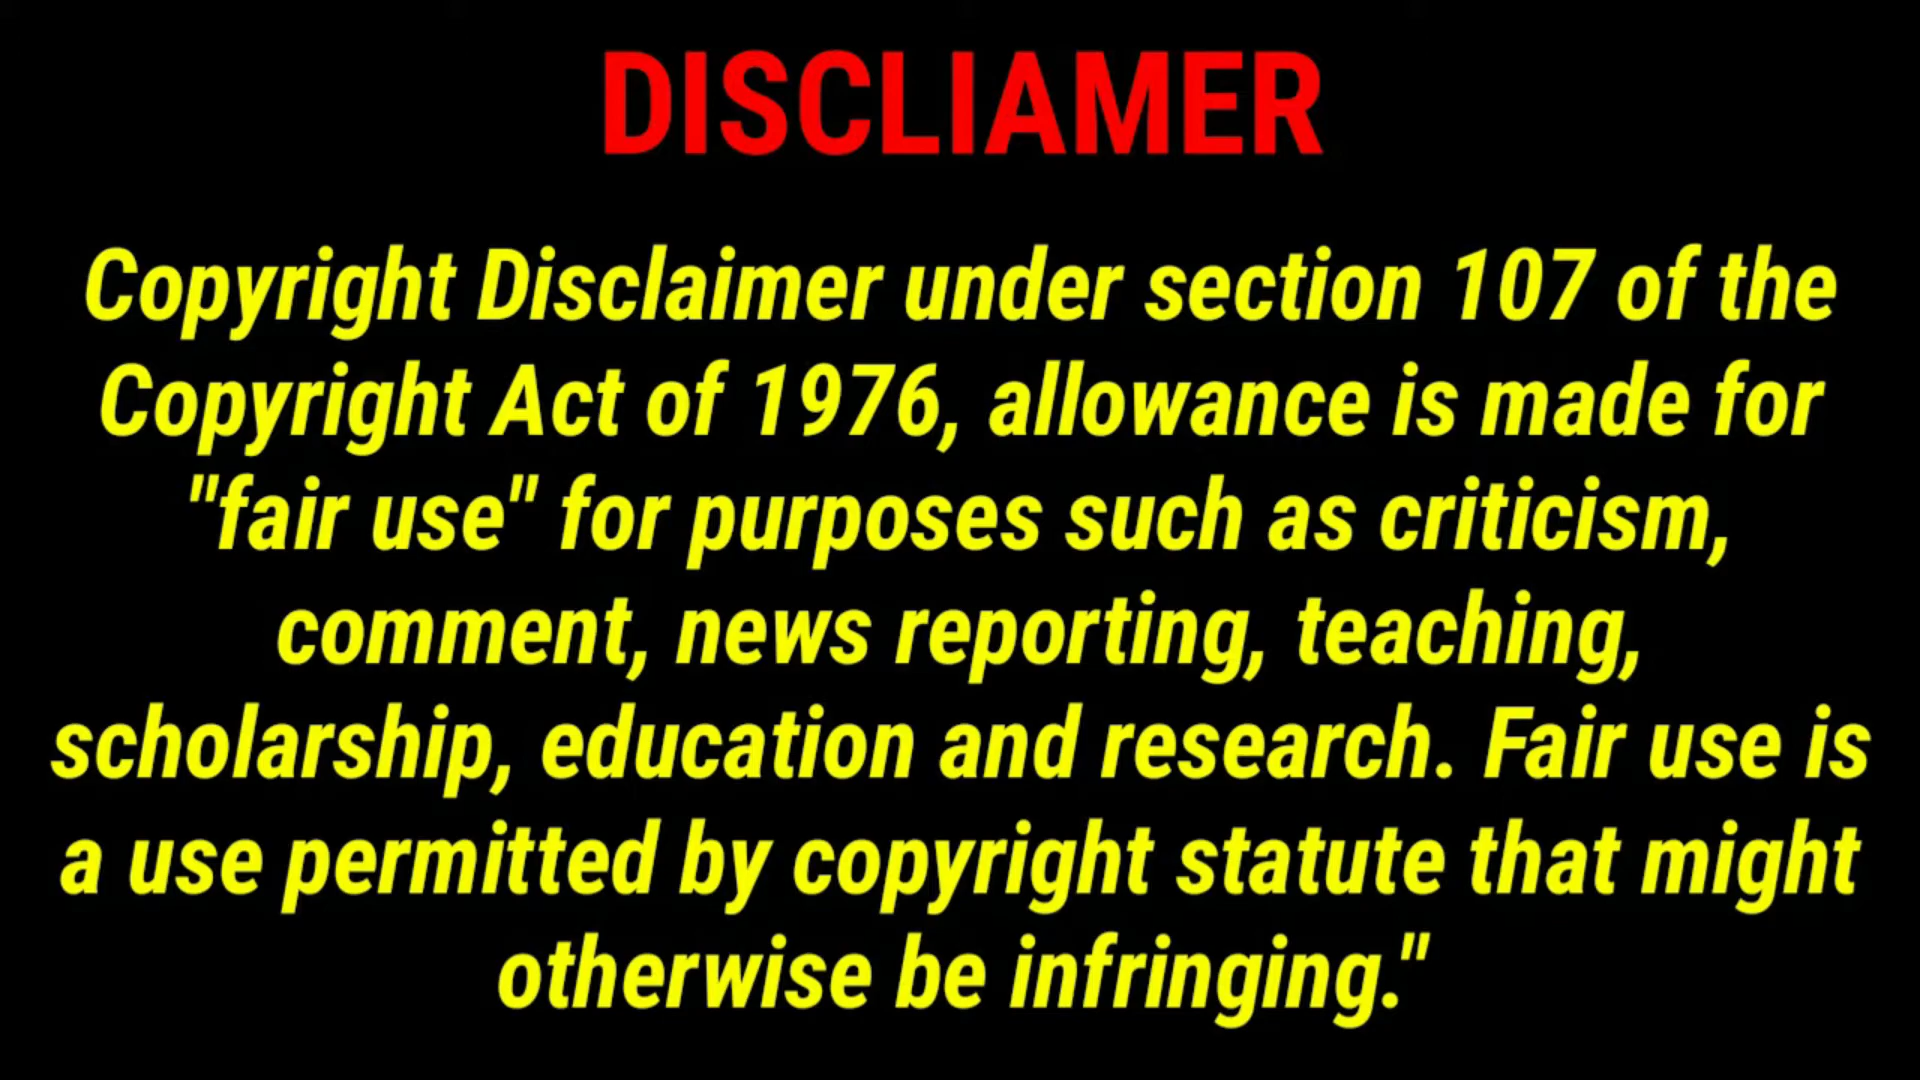 DISCLIAMER
Copyright Disclaimer under section 107 of the
Copyright Act of 1976, allowance is made for
"fair use" for purposes such as criticism,
comment, news reporting, teaching,
scholarship, education and research. Fair use is
a use permitted by copyright statute that might
otherwise be infringing."